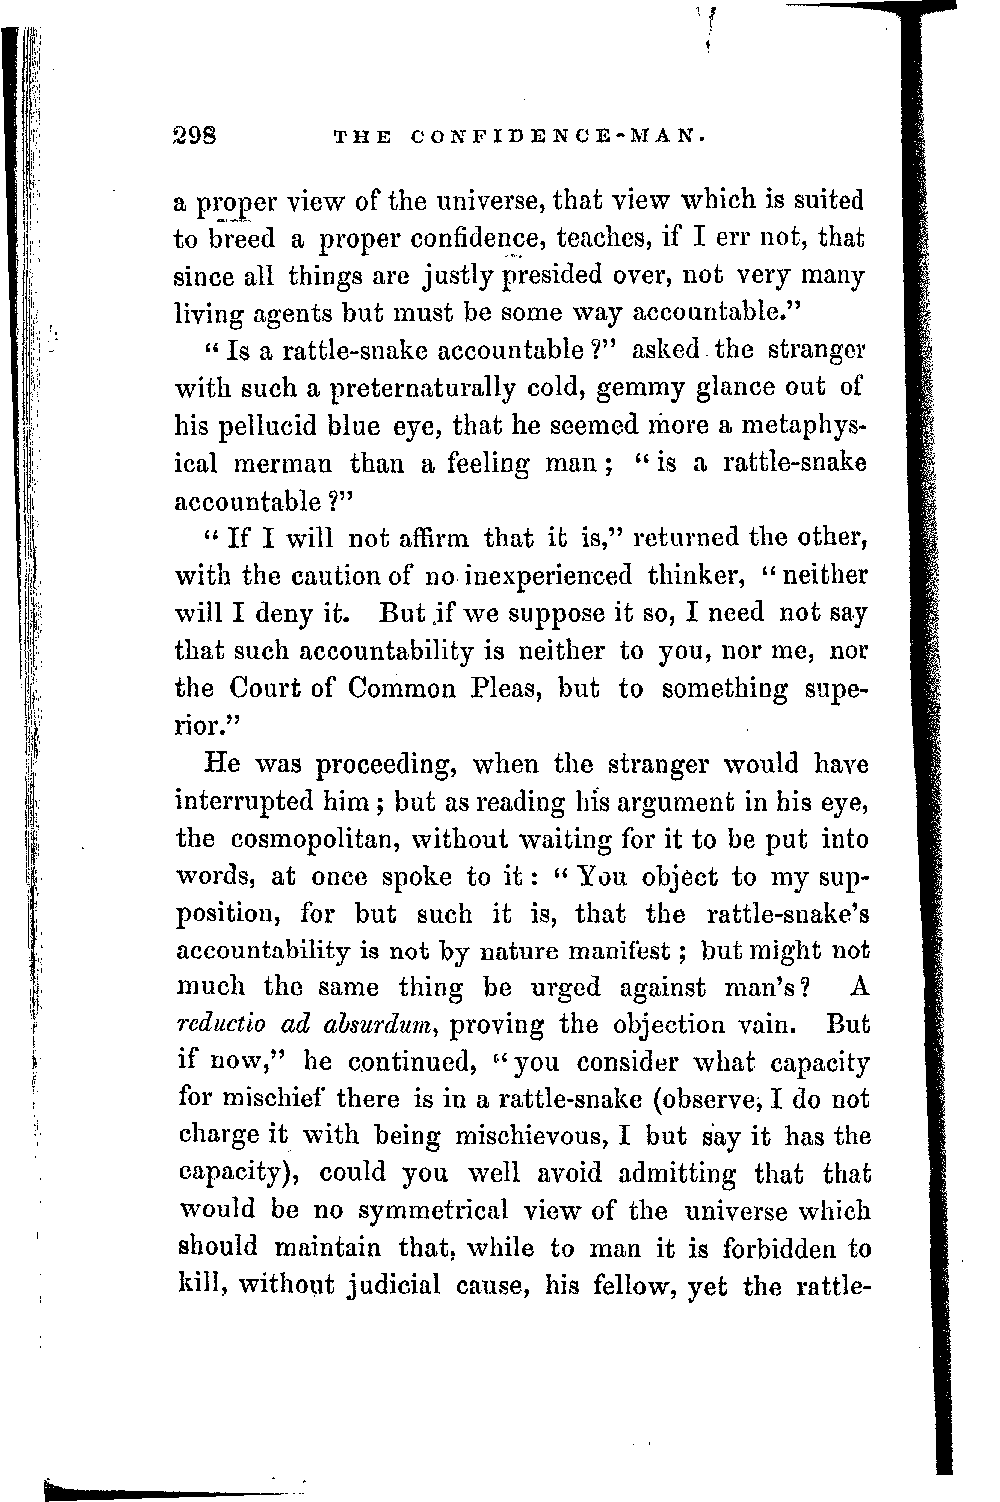 298 THE CONFIDENCE-MAN.
a proper view of the universe, that view which is suited
to breed a proper confidence, teaches, if I err not, that
since all things are justly presided over, not very many
living agents but must be some way accountable."
"Is a rattle-snake accountable?" asked the stranger
with such a preternaturally cold, gemmy glance out of
his pellucid blue eye, that he seemed more a metaphys-
ical merman than a feeling man; "is a rattle-snake
accountable?"
"If I will not affirm that it is," returned the other,
with the caution of no inexperienced thinker, "neither
will I deny it. But if we suppose it so, I need not say
that such accountability is neither to you, nor me, nor
the Court of Common Pleas, but to something supe-
rior."
He was proceeding, when the stranger would have
interrupted him; but as reading his argument in his eye,
the cosmopolitan, without waiting for it to be put into
words, at once spoke to it: "You object to my sup-
position, for but such it is, that the rattle-snake's
accountability is not by nature manifest; but might not
much the same thing be urged against man's? A
reductio ad absurdum, proving the objection vain. But
if now," he continued, "you consider what capacity
for mischief there is in a rattle-snake (observe, I do not
charge it with being mischievous, I but say it has the
capacity), could you well avoid admitting that that
would be no symmetrical view of the universe which
should maintain that, while to man it is forbidden to
kill, without judicial cause, his fellow, yet the rattle-